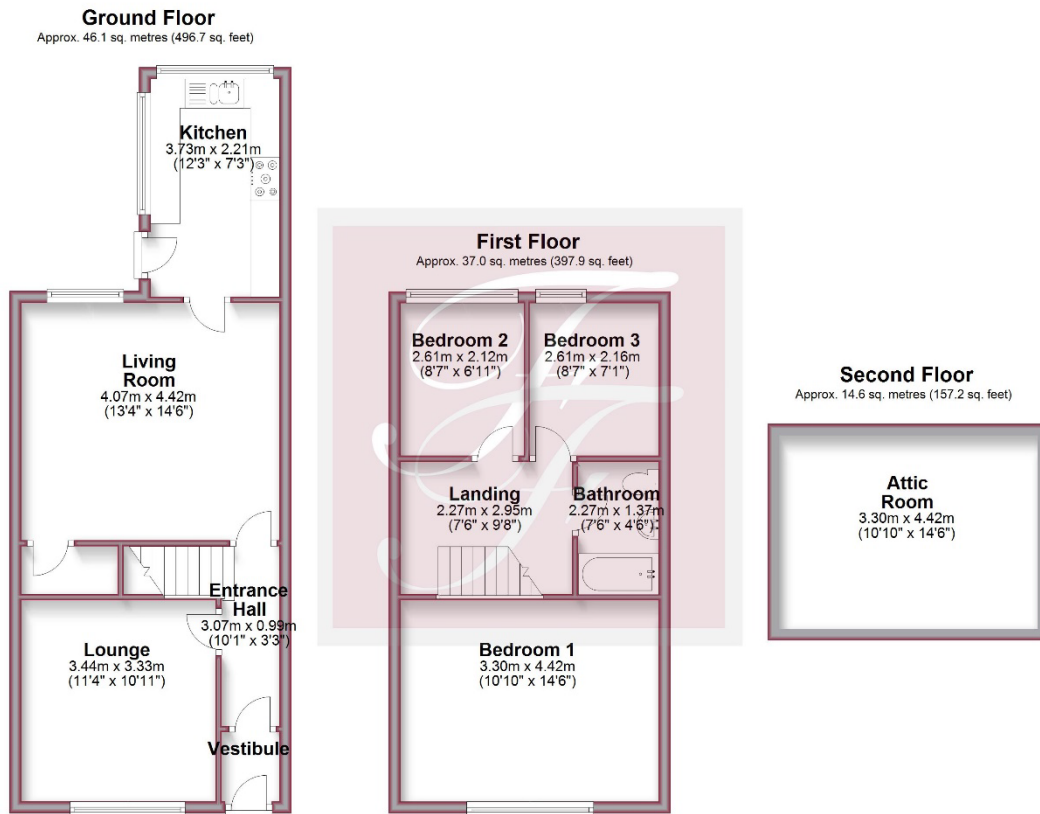 Ground Floor
Approx. 46.1 sq. metres (496.7 sq. feet)
Kitchen
3.73m x 2.21m
(12'3" x 7'3")
Living
Room
4.07m x 4.42m
(13'4" x 14'6")
Entrance
Hall
3.07m x 0.99m
(10'1" x 3'3")
Lounge
3.44m x 3.33m
(11'4" x 10'11")
Vestibule
First Floor
Approx. 37.0 sq. metres (397.9 sq. feet)
Bedroom 2
2.61m x 2.12m
(8'7" x 6'11")
Bedroom 3
2.61m x 2.16m
(8'7" x 7'1")
Landing
2.27m x 2.95m
(7'6" x 9'8")
Bathroom
2.27m x 1.37m
(7'6" x 4'6")
Bedroom 1
3.30m x 4.42m
(10'10" x 14'6")
Second Floor
Approx. 14.6 sq. metres (157.2 sq. feet)
Attic
Room
3.30m x 4.42m
(10'10" x 14'6")